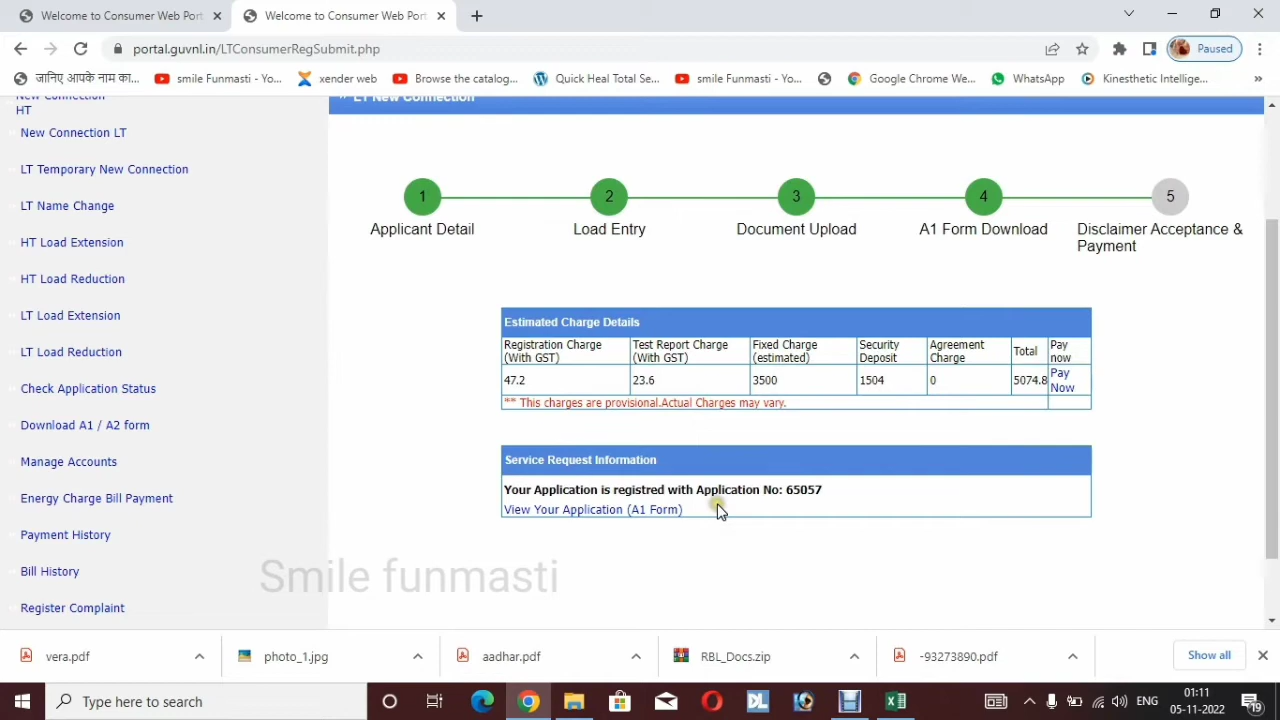 Welcome to Consumer Web Port
Welcome to Consumer Web Port
portal.guvnl.in/LTConsumerRegSubmit.php
Paused
जानिए आपके नाम का...
smile Funmasti - Yo...
xender web
Browse the catalog...
Quick Heal Total Se...
smile Funmasti - Yo...
Google Chrome We...
WhatsApp
Kinesthetic Intellige...
»
New Connection
HT
New Connection LT
LT Temporary New Connection
LT Name Change
HT Load Extension
HT Load Reduction
LT Load Extension
LT Load Reduction
Check Application Status
Download A1 / A2 form
Manage Accounts
Energy Charge Bill Payment
Payment History
Bill History
Register Complaint
LT New Connection
1 2 3 4 5
Applicant Detail
Load Entry
Document Upload
A1 Form Download
Disclaimer Acceptance &
Payment
Estimated Charge Details
Registration Charge
(With GST)
Test Report Charge
(With GST)
Fixed Charge
(estimated)
Security
Deposit
Agreement
Charge
Total
Pay
now
47.2 23.6 3500 1504 0 5074.8
Pay
Now
** This charges are provisional.Actual Charges may vary.
Service Request Information
Your Application is registred with Application No: 65057
View Your Application (A1 Form)
Smile funmasti
vera.pdf
photo_1.jpg
aadhar.pdf
RBL_Docs.zip
-93273890.pdf
Show all
Type here to search
DL
ENG
01:11
05-11-2022
19